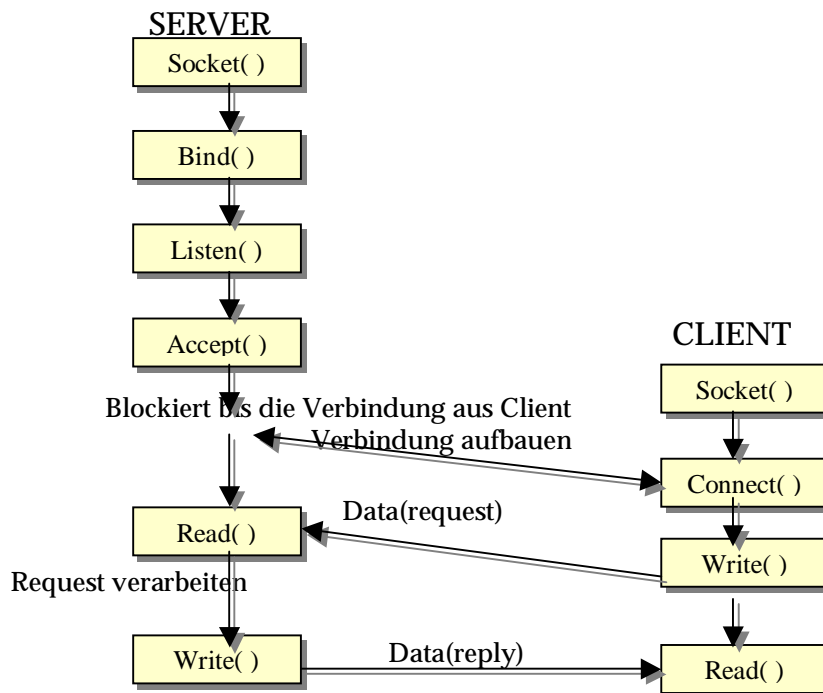 SERVER
Socket( )
Bind( )
Listen( )
Accept( )
CLIENT
Socket( )
Blockiert bis die Verbindung aus Client
Verbindung aufbauen
Connect( )
Data(request)
Read( )
Write( )
Request verarbeiten
Write( )
Data(reply)
Read( )